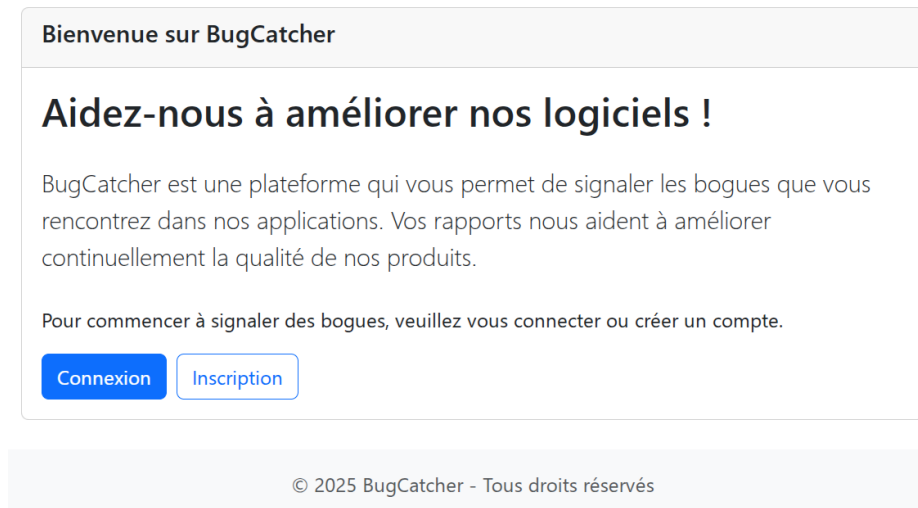 Bienvenue sur BugCatcher
Aidez-nous à améliorer nos logiciels !
BugCatcher est une plateforme qui vous permet de signaler les bogues que vous
rencontrez dans nos applications. Vos rapports nous aident à améliorer
continuellement la qualité de nos produits.
Pour commencer à signaler des bogues, veuillez vous connecter ou créer un compte.
Connexion Inscription
© 2025 BugCatcher - Tous droits réservés